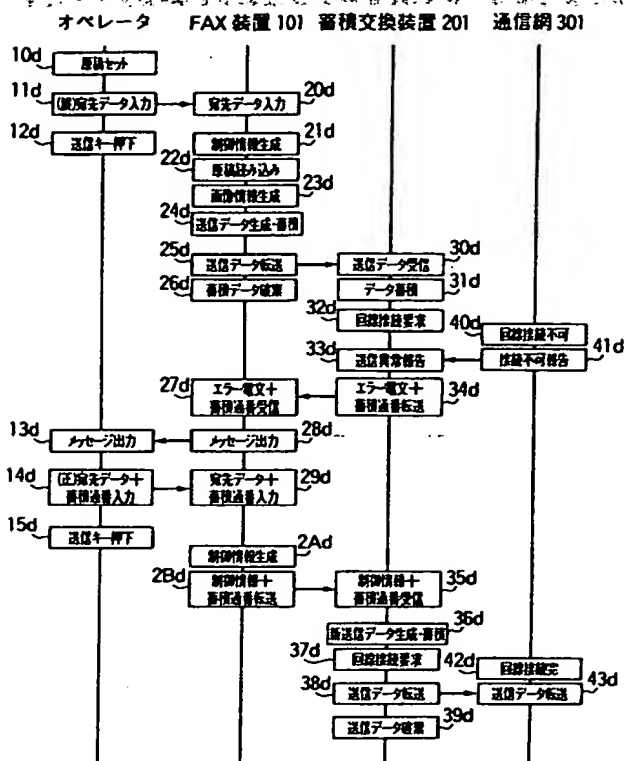 オペレータ FAX装置101 蓄積交換装置201 通信網301
10d 原稿セット
11d (誤)宛先データ入力 宛先データ入力 20d
12d 送信キー押下 制御情報生成 21d
22d 原稿読み込み
画像情報生成 23d
24d 送信データ生成・蓄積
25d 送信データ転送 送信データ受信 30d
26d 蓄積データ破棄 データ蓄積 31d
32d 回線接続要求 40d 回線接続不可
33d 送信異常報告 接続不可報告 41d
27d エラー電文+ エラー電文+ 34d
蓄積通番受信 蓄積通番転送
13d メッセージ出力 メッセージ出力 28d
14d (正)宛先データ+ 宛先データ+ 29d
蓄積通番入力 蓄積通番入力
15d 送信キー押下
制御情報生成 2Ad
2Bd 制御情報+ 制御情報+ 35d
蓄積通番転送 蓄積通番受信
36d
新送信データ生成・蓄積
37d 回線接続要求 42d 回線接続完
38d 送信データ転送 送信データ転送 43d
送信データ破棄 39d